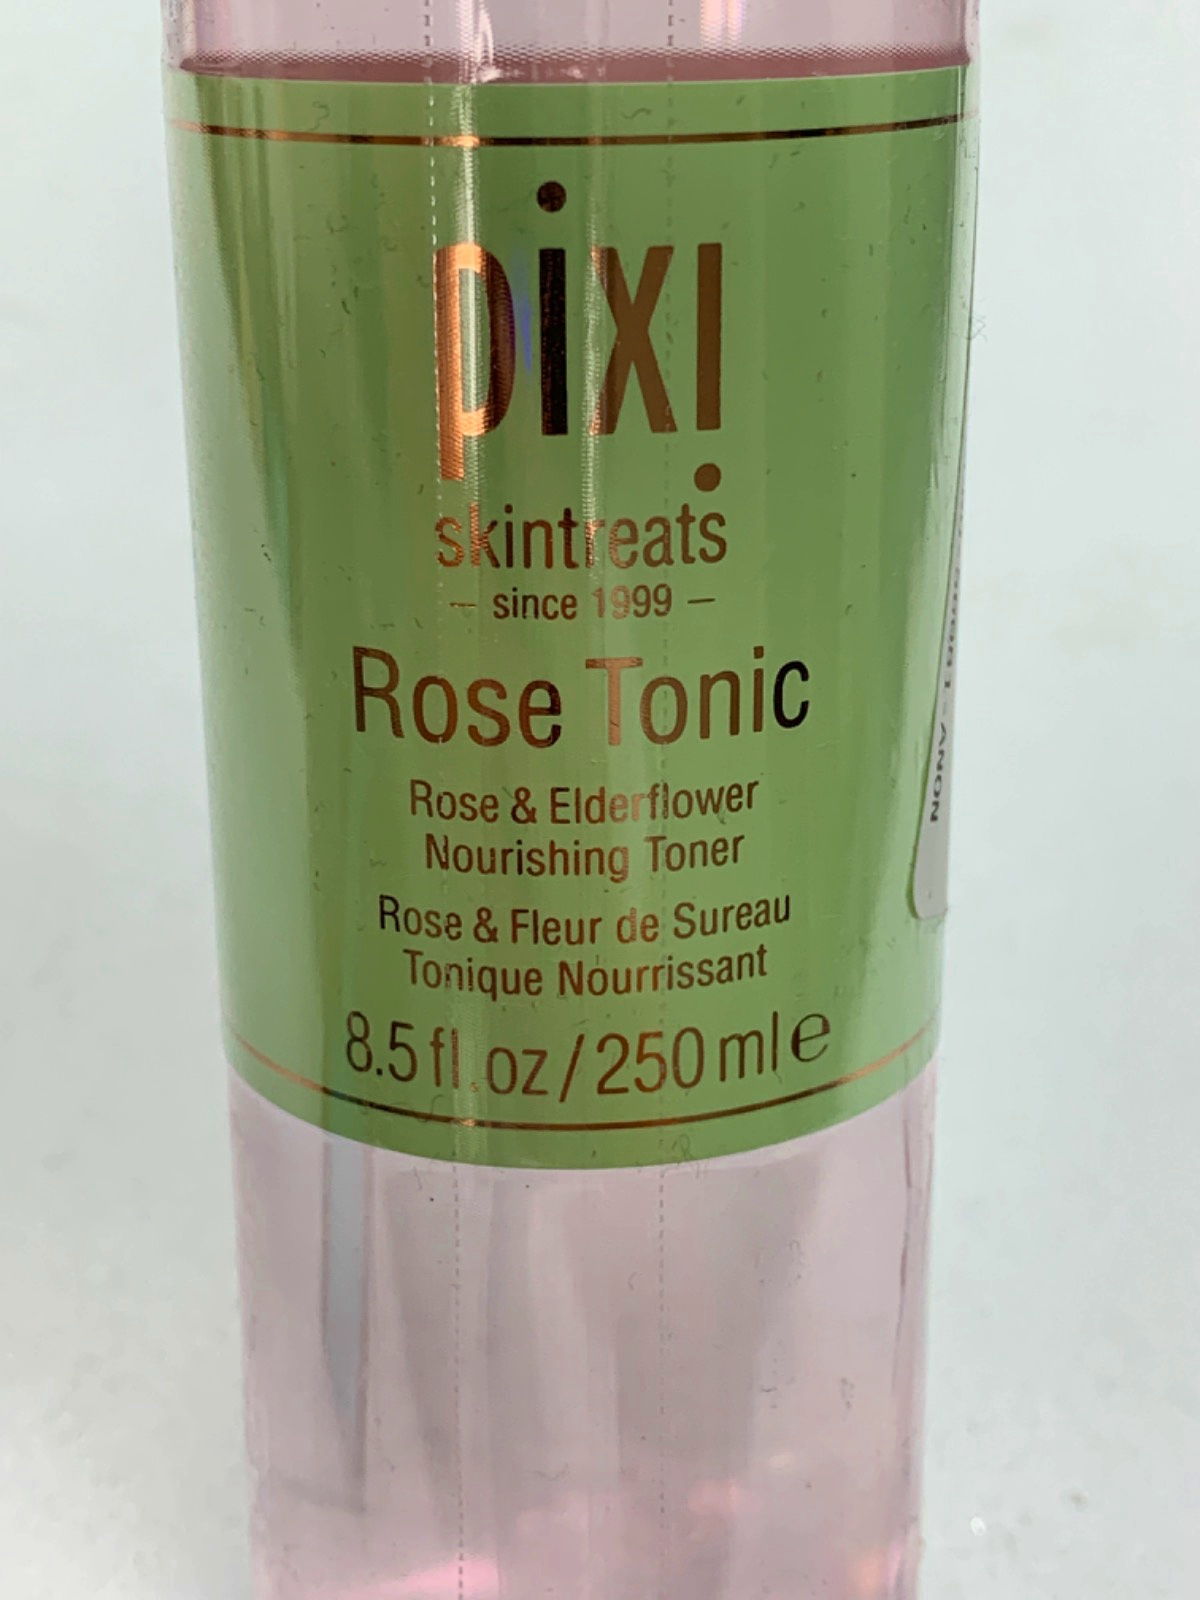 pixi
skintreats
– since 1999 –
Rose Tonic
Rose & Elderflower
Nourishing Toner
Rose & Fleur de Sureau
Tonique Nourrissant
8.5 fl. oz / 250 ml e